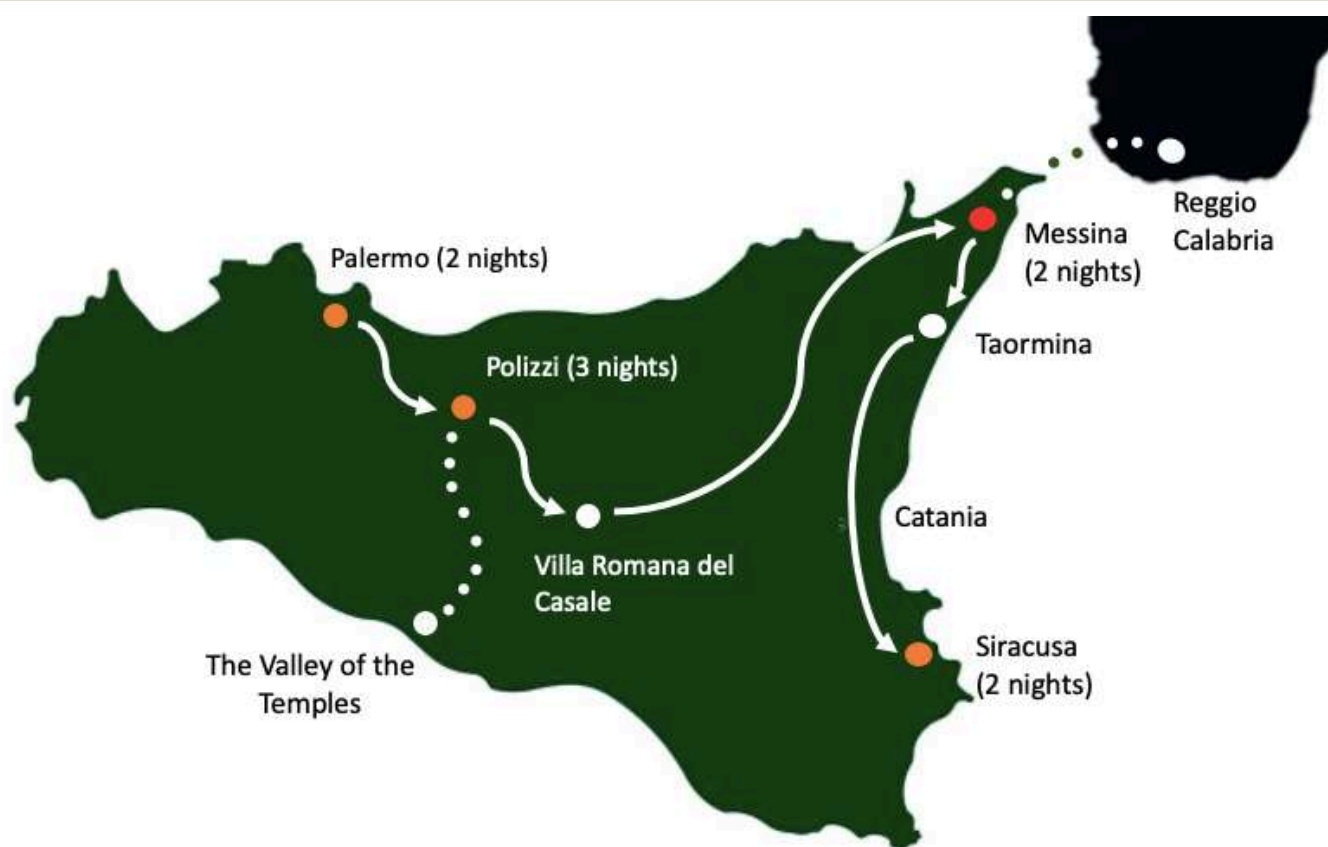 Reggio
Calabria
Messina
(2 nights)
Palermo (2 nights)
Taormina
Polizzi (3 nights)
Catania
Villa Romana del
Casale
Siracusa
(2 nights)
The Valley of the
Temples